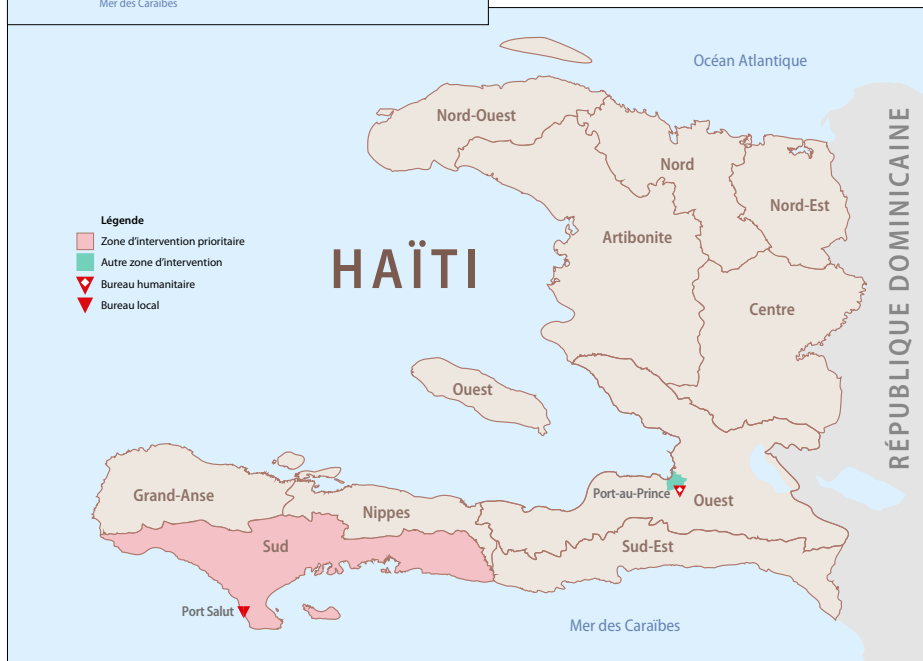 Mer des Caraïbes
Océan Atlantique
Nord-Ouest
Nord
Nord-Est
RÉPUBLIQUE DOMINICAINE
Légende
Zone d'intervention prioritaire
Autre zone d'intervention
Bureau humanitaire
Bureau local
HAÏTI
Artibonite
Centre
Ouest
Grand-Anse
Nippes
Port-au-Prince
Ouest
Sud
Sud-Est
Port Salut
Mer des Caraïbes